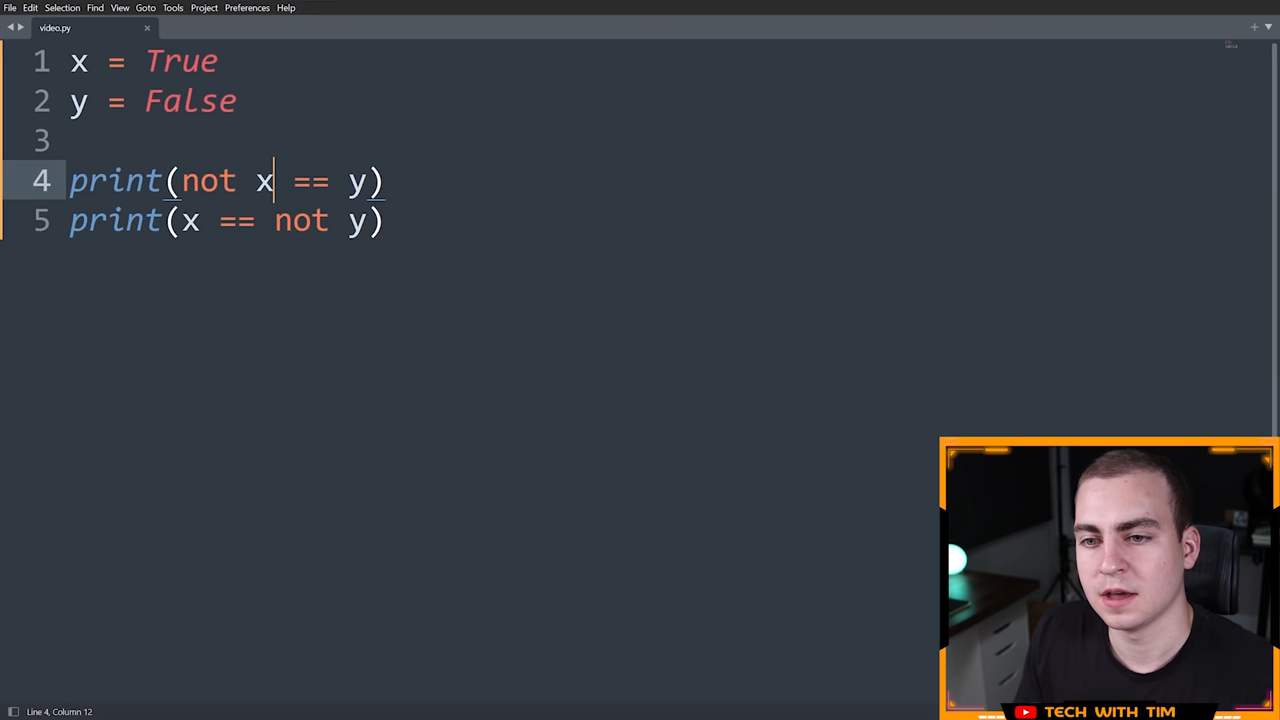 File Edit Selection Find View Goto Tools Project Preferences Help
video.py
1 x = True
2 y = False
3
4 print(not x == y)
5 print(x == not y)
TECH WITH TIM
Line 4, Column 12